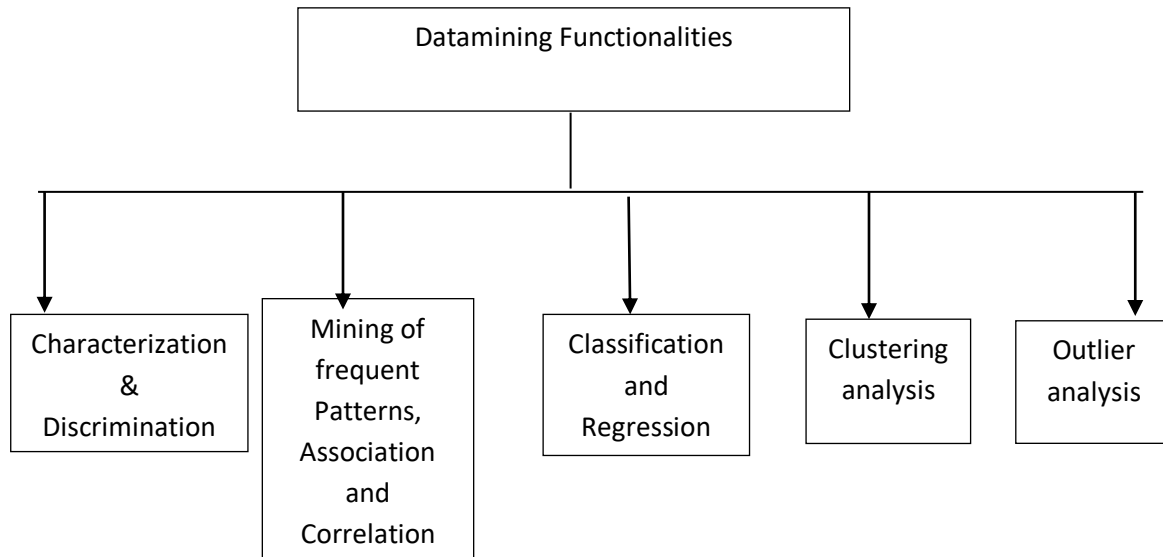 Datamining Functionalities
Characterization
&
Discrimination
Mining of
frequent
Patterns,
Association
and
Correlation
Classification
and
Regression
Clustering
analysis
Outlier
analysis